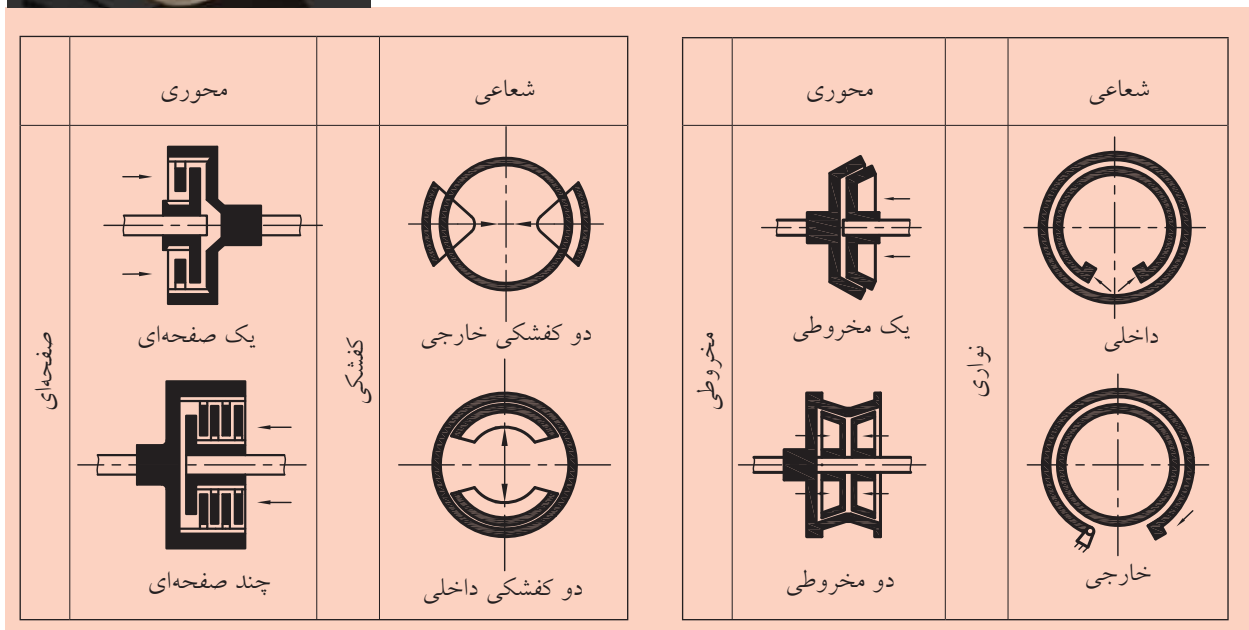 شعاعی
محوری
نواری
داخلی
خارجی
مخروطی
یک مخروطی
دو مخروطی
شعاعی
محوری
کفشکی
دو کفشکی خارجی
دو کفشکی داخلی
صفحه‌ای
یک صفحه‌ای
چند صفحه‌ای